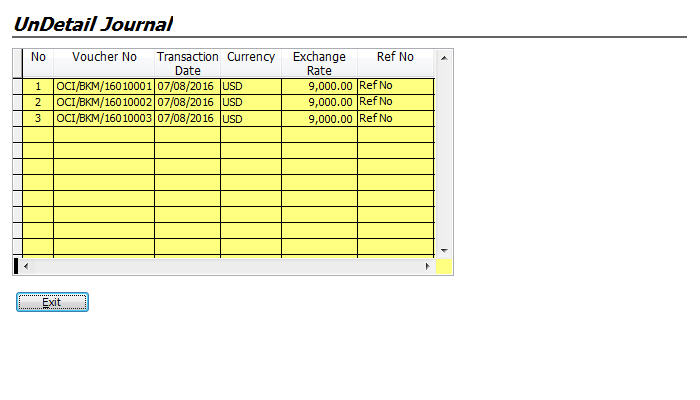 UnDetail Journal
No Voucher No Transaction Date Currency Exchange Rate Ref No
1 OCI/BKM/16010001 07/08/2016 USD 9,000.00 Ref No
2 OCI/BKM/16010002 07/08/2016 USD 9,000.00 Ref No
3 OCI/BKM/16010003 07/08/2016 USD 9,000.00 Ref No
Exit